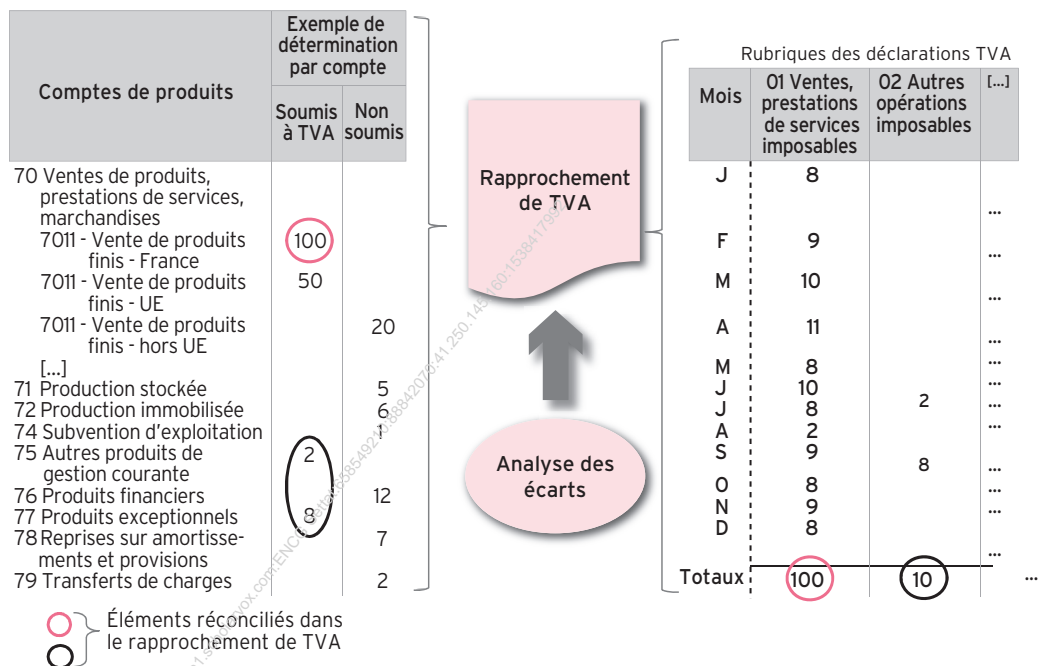 Comptes de produits
Exemple de
détermination
par compte
Soumis
à TVA
Non
soumis
70 Ventes de produits,
prestations de services,
marchandises
7011 - Vente de produits 100
finis - France
7011 - Vente de produits 50
finis - UE
7011 - Vente de produits 20
finis - hors UE
[...]
71 Production stockée 5
72 Production immobilisée 6
74 Subvention d'exploitation 1
75 Autres produits de 2
gestion courante
76 Produits financiers 12
77 Produits exceptionnels 8
78 Reprises sur amortisse- 7
ments et provisions
79 Transferts de charges 2
Éléments réconciliés dans
le rapprochement de TVA
Rapprochement
de TVA
Analyse des
écarts
Rubriques des déclarations TVA
Mois
01 Ventes,
prestations
de services
imposables
02 Autres
opérations
imposables
[...]
J 8
...
F 9
...
M 10
...
A 11
...
M 8 ...
J 10 ...
J 8 2 ...
A 2 ...
S 9
8 ...
O 8 ...
N 9 ...
D 8
...
Totaux 100 10 ...